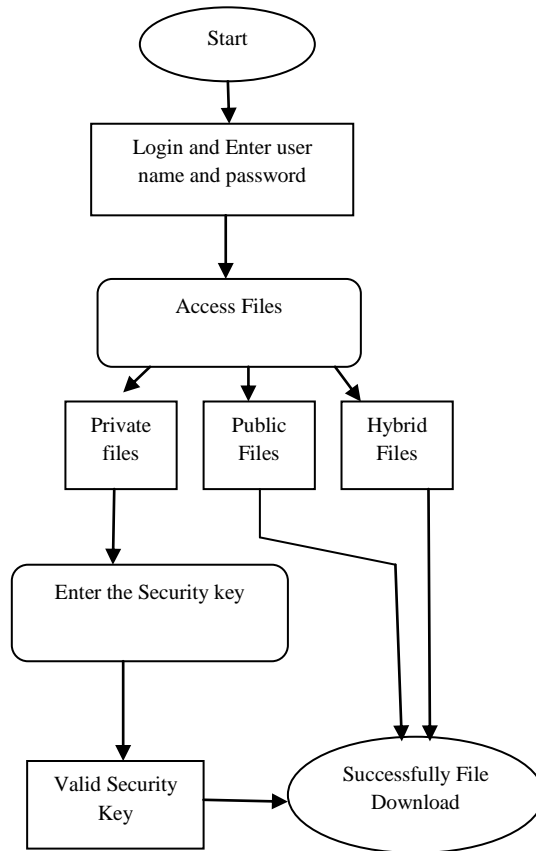 Start
Login and Enter user
name and password
Access Files
Private
files
Public
Files
Hybrid
Files
Enter the Security key
Valid Security
Key
Successfully File
Download